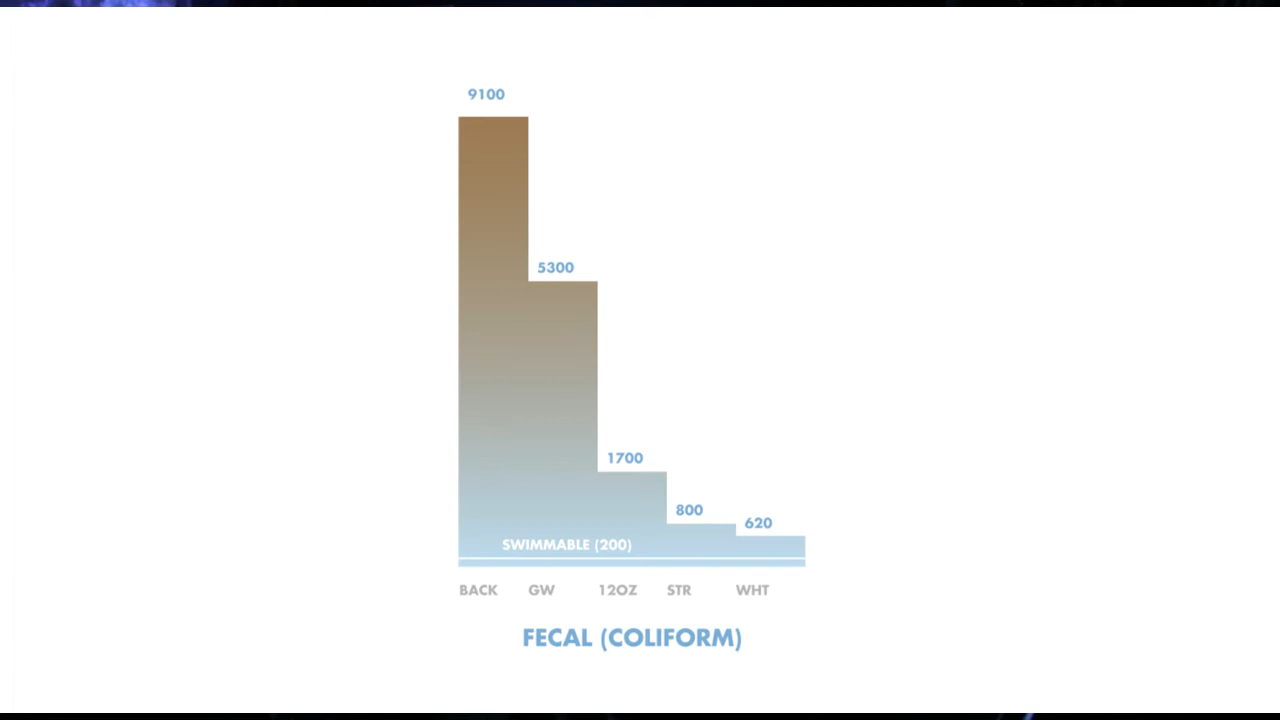 9100
5300
1700
800
620
SWIMMABLE (200)
BACK GW 12OZ STR WHT
FECAL (COLIFORM)